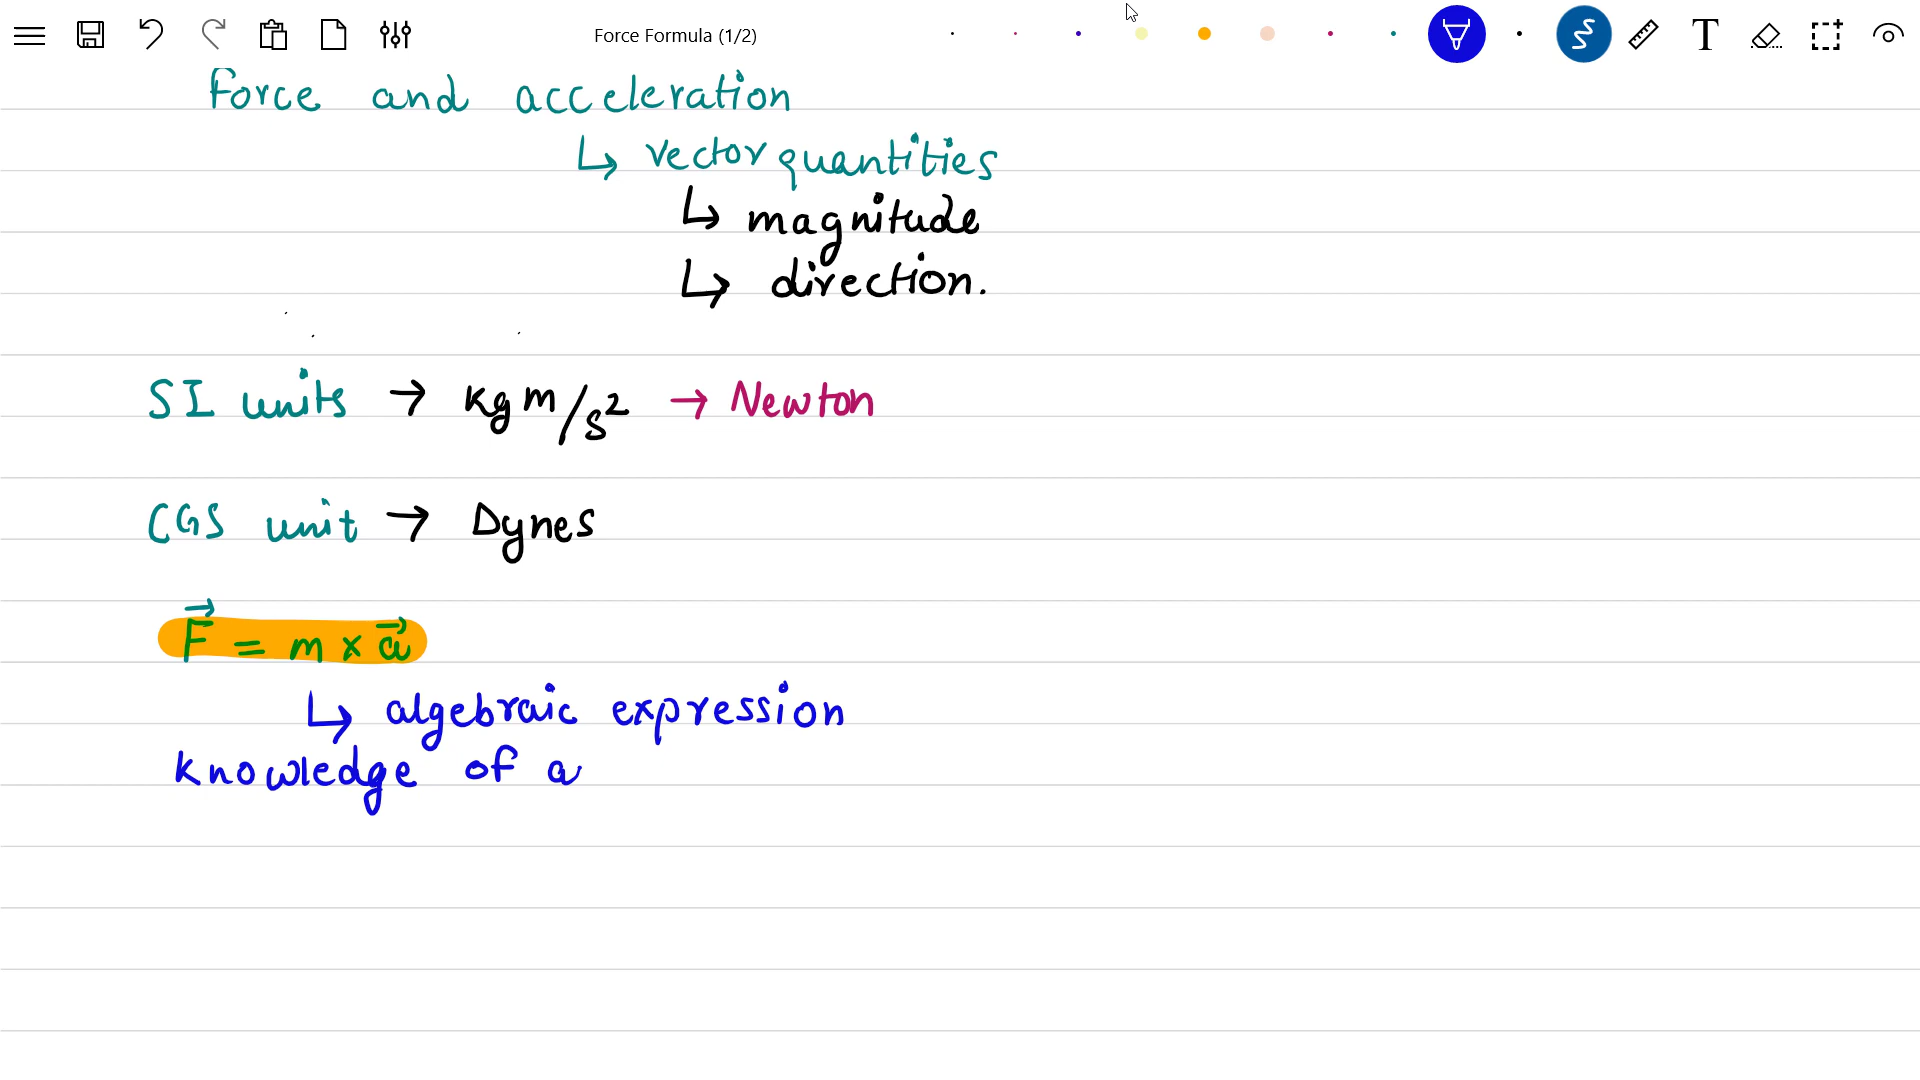 Force Formula (1/2)
T
Force and acceleration
↳ vector quantities
↳ magnitude
↳ direction.
SI units → kgm/s² → Newton
CGS unit → Dynes
F⃗ = m × a⃗
↳ algebraic expression
knowledge of a